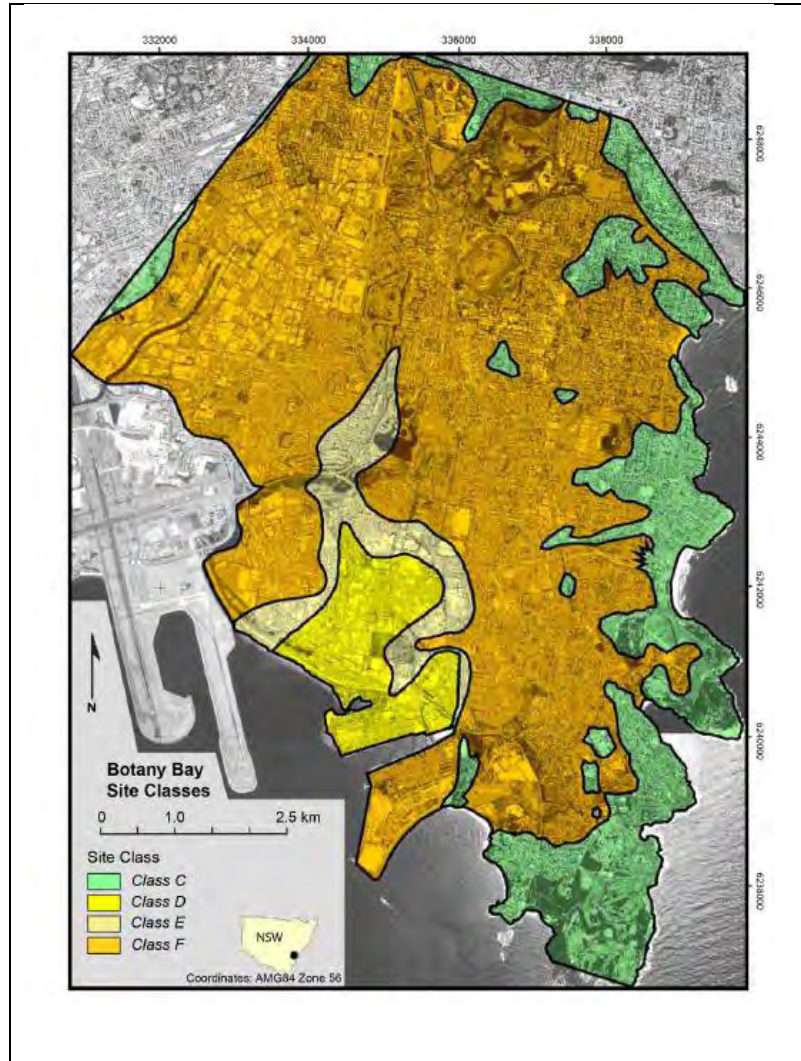 332000 334000 336000 338000
6248000
6246000
6244000
6242000
6240000
6238000
N
Botany Bay
Site Classes
0 1.0 2.5 km
Site Class
Class C
Class D
Class E
Class F
NSW
Coordinates: AMG84 Zone 56